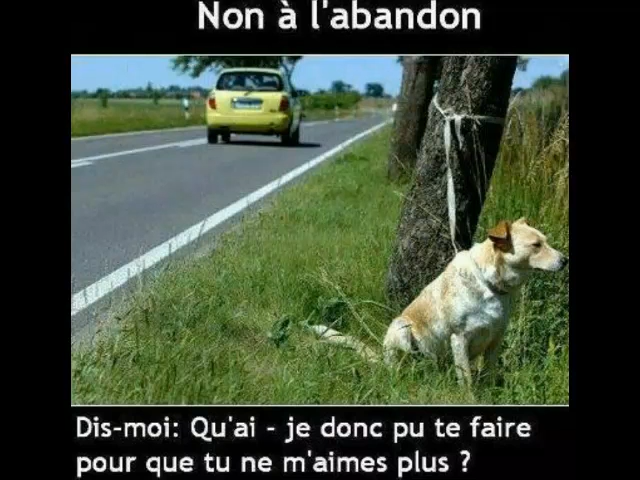 Non à l'abandon
Dis-moi: Qu'ai - je donc pu te faire
pour que tu ne m'aimes plus ?